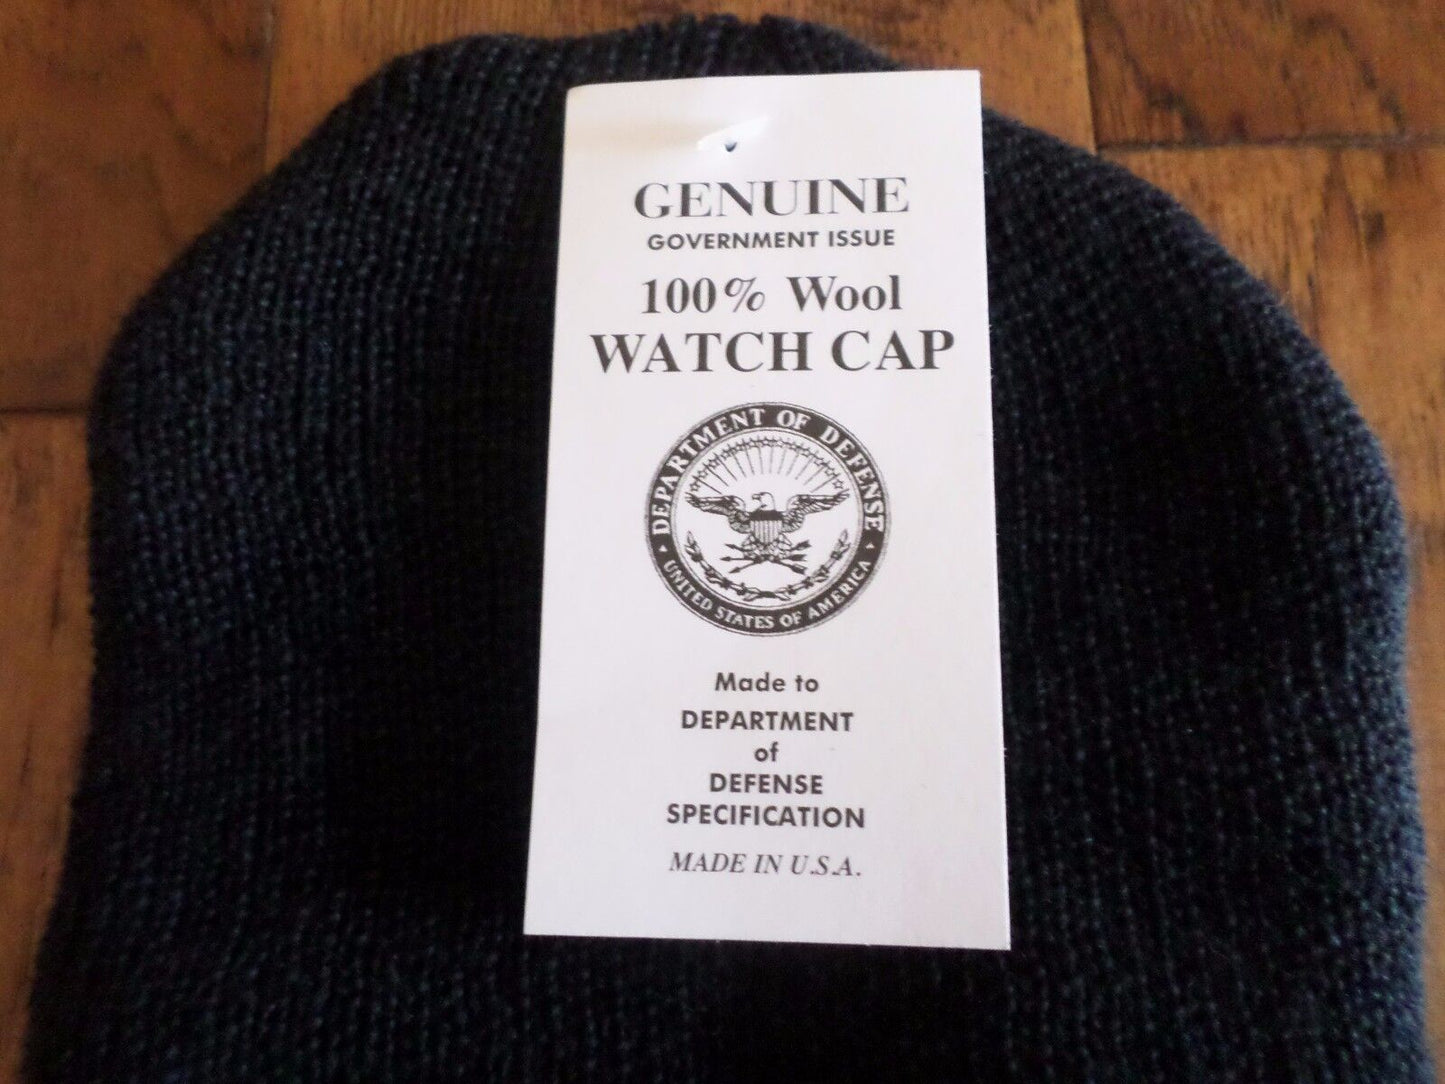 GENUINE
GOVERNMENT ISSUE
100% Wool
WATCH CAP
DEPARTMENT OF DEFENSE
UNITED STATES OF AMERICA
Made to
DEPARTMENT
of
DEFENSE
SPECIFICATION
MADE IN U.S.A.